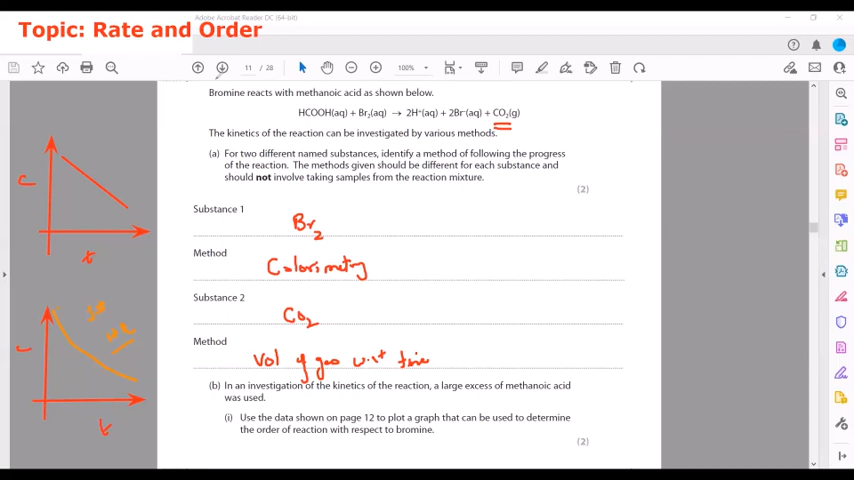 Adobe Acrobat Reader DC (64-bit)
Topic: Rate and Order
11 / 28
100%
Bromine reacts with methanoic acid as shown below.
HCOOH(aq) + Br₂(aq) → 2H⁺(aq) + 2Br⁻(aq) + CO₂(g)
The kinetics of the reaction can be investigated by various methods.
(a) For two different named substances, identify a method of following the progress
of the reaction. The methods given should be different for each substance and
should not involve taking samples from the reaction mixture.
(2)
Substance 1
Br₂
Method
Colorimetry
Substance 2
CO₂
Method
Vol of gas w.r.t time
(b) In an investigation of the kinetics of the reaction, a large excess of methanoic acid
was used.
(i) Use the data shown on page 12 to plot a graph that can be used to determine
the order of reaction with respect to bromine.
(2)
c
t
c
t